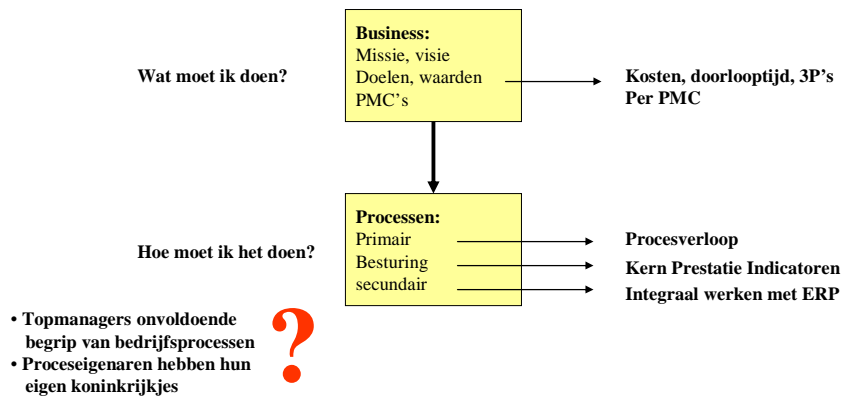 Business:
Missie, visie
Wat moet ik doen?
Doelen, waarden
PMC's
Kosten, doorlooptijd, 3P's
Per PMC
Processen:
Primair
Hoe moet ik het doen?
Besturing
secundair
Procesverloop
Kern Prestatie Indicatoren
Integraal werken met ERP
• Topmanagers onvoldoende
begrip van bedrijfsprocessen
• Proceseigenaren hebben hun
eigen koninkrijkjes
?